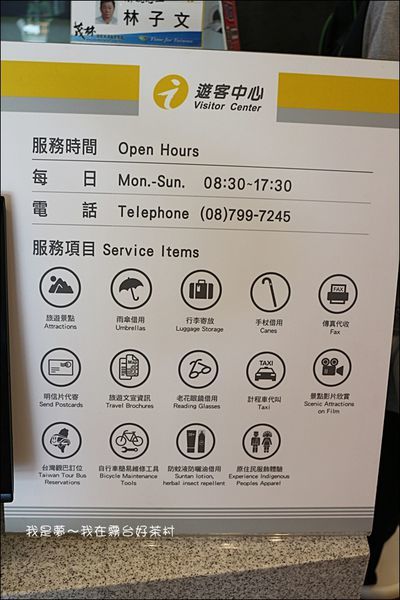 林子文
茂林
Time for Taiwan
遊客中心
Visitor Center
服務時間 Open Hours
每日 Mon.-Sun. 08:30~17:30
電話 Telephone (08)799-7245
服務項目 Service Items
旅遊景點
Attractions
雨傘借用
Umbrellas
行李寄放
Luggage Storage
手杖借用
Canes
FAX
傳真代收
Fax
明信片代寄
Send Postcards
旅遊文宣資訊
Travel Brochures
老花眼鏡借用
Reading Glasses
TAXI
計程車代叫
Taxi
景點影片欣賞
Scenic Attractions
on Film
台灣觀巴訂位
Taiwan Tour Bus
Reservations
自行車簡易維修工具
Bicycle Maintenance
Tools
防蚊液防曬油借用
Suntan lotion,
herbal insect repellent
原住民服飾體驗
Experience Indigenous
Peoples Apparel
我是夢～我在霧台好茶村